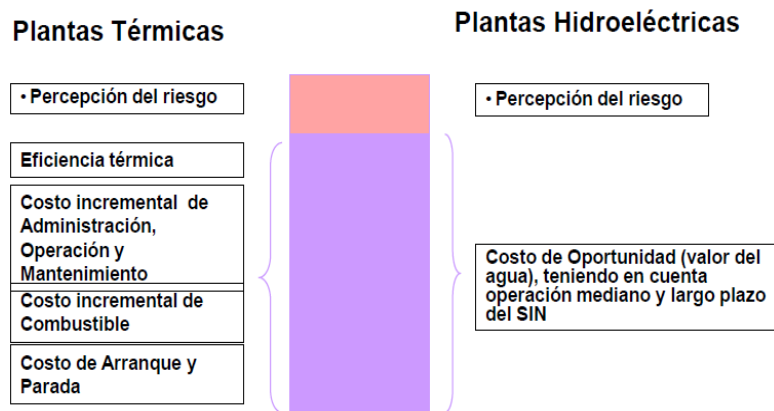 Plantas Térmicas
• Percepción del riesgo
Eficiencia térmica
Costo incremental de
Administración,
Operación y
Mantenimiento
Costo incremental de
Combustible
Costo de Arranque y
Parada
Plantas Hidroeléctricas
• Percepción del riesgo
Costo de Oportunidad (valor del
agua), teniendo en cuenta
operación mediano y largo plazo
del SIN